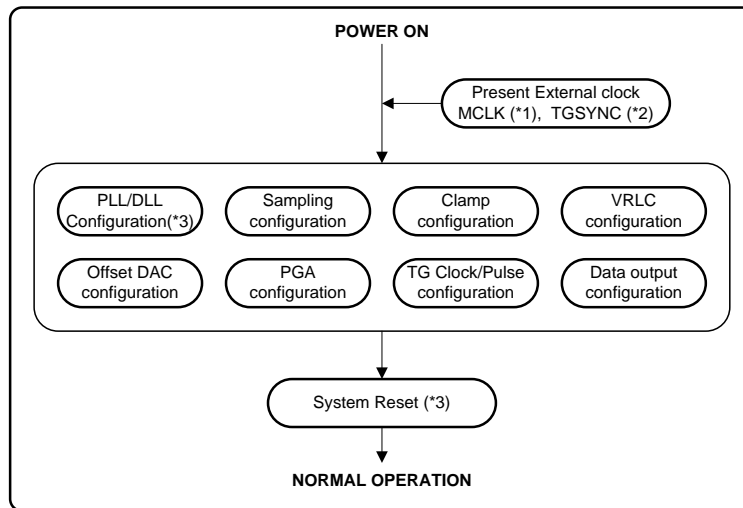 POWER ON
Present External clock
MCLK (*1), TGSYNC (*2)
PLL/DLL
Configuration(*3)
Sampling
configuration
Clamp
configuration
VRLC
configuration
Offset DAC
configuration
PGA
configuration
TG Clock/Pulse
configuration
Data output
configuration
System Reset (*3)
NORMAL OPERATION